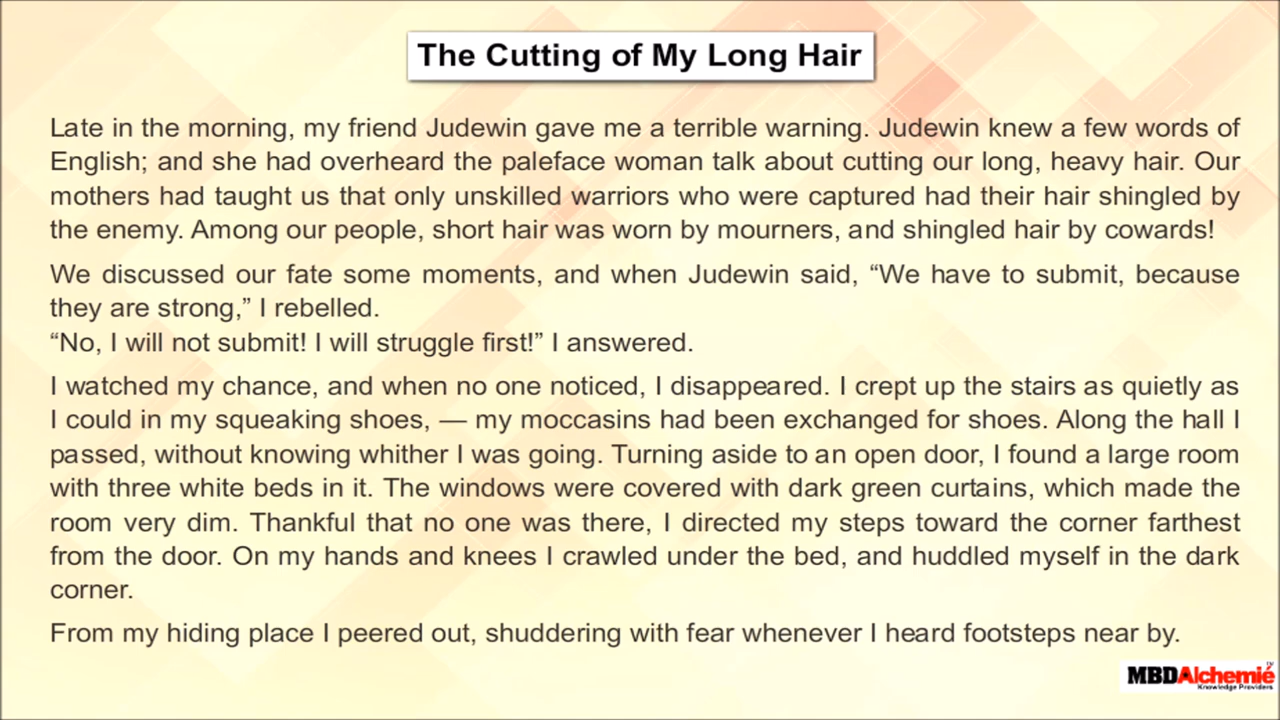 The Cutting of My Long Hair
Late in the morning, my friend Judewin gave me a terrible warning. Judewin knew a few words of
English; and she had overheard the paleface woman talk about cutting our long, heavy hair. Our
mothers had taught us that only unskilled warriors who were captured had their hair shingled by
the enemy. Among our people, short hair was worn by mourners, and shingled hair by cowards!
We discussed our fate some moments, and when Judewin said, “We have to submit, because
they are strong,” I rebelled.
“No, I will not submit! I will struggle first!” I answered.
I watched my chance, and when no one noticed, I disappeared. I crept up the stairs as quietly as
I could in my squeaking shoes, — my moccasins had been exchanged for shoes. Along the hall I
passed, without knowing whither I was going. Turning aside to an open door, I found a large room
with three white beds in it. The windows were covered with dark green curtains, which made the
room very dim. Thankful that no one was there, I directed my steps toward the corner farthest
from the door. On my hands and knees I crawled under the bed, and huddled myself in the dark
corner.
From my hiding place I peered out, shuddering with fear whenever I heard footsteps near by.
MBDAlchemié™
Knowledge Providers